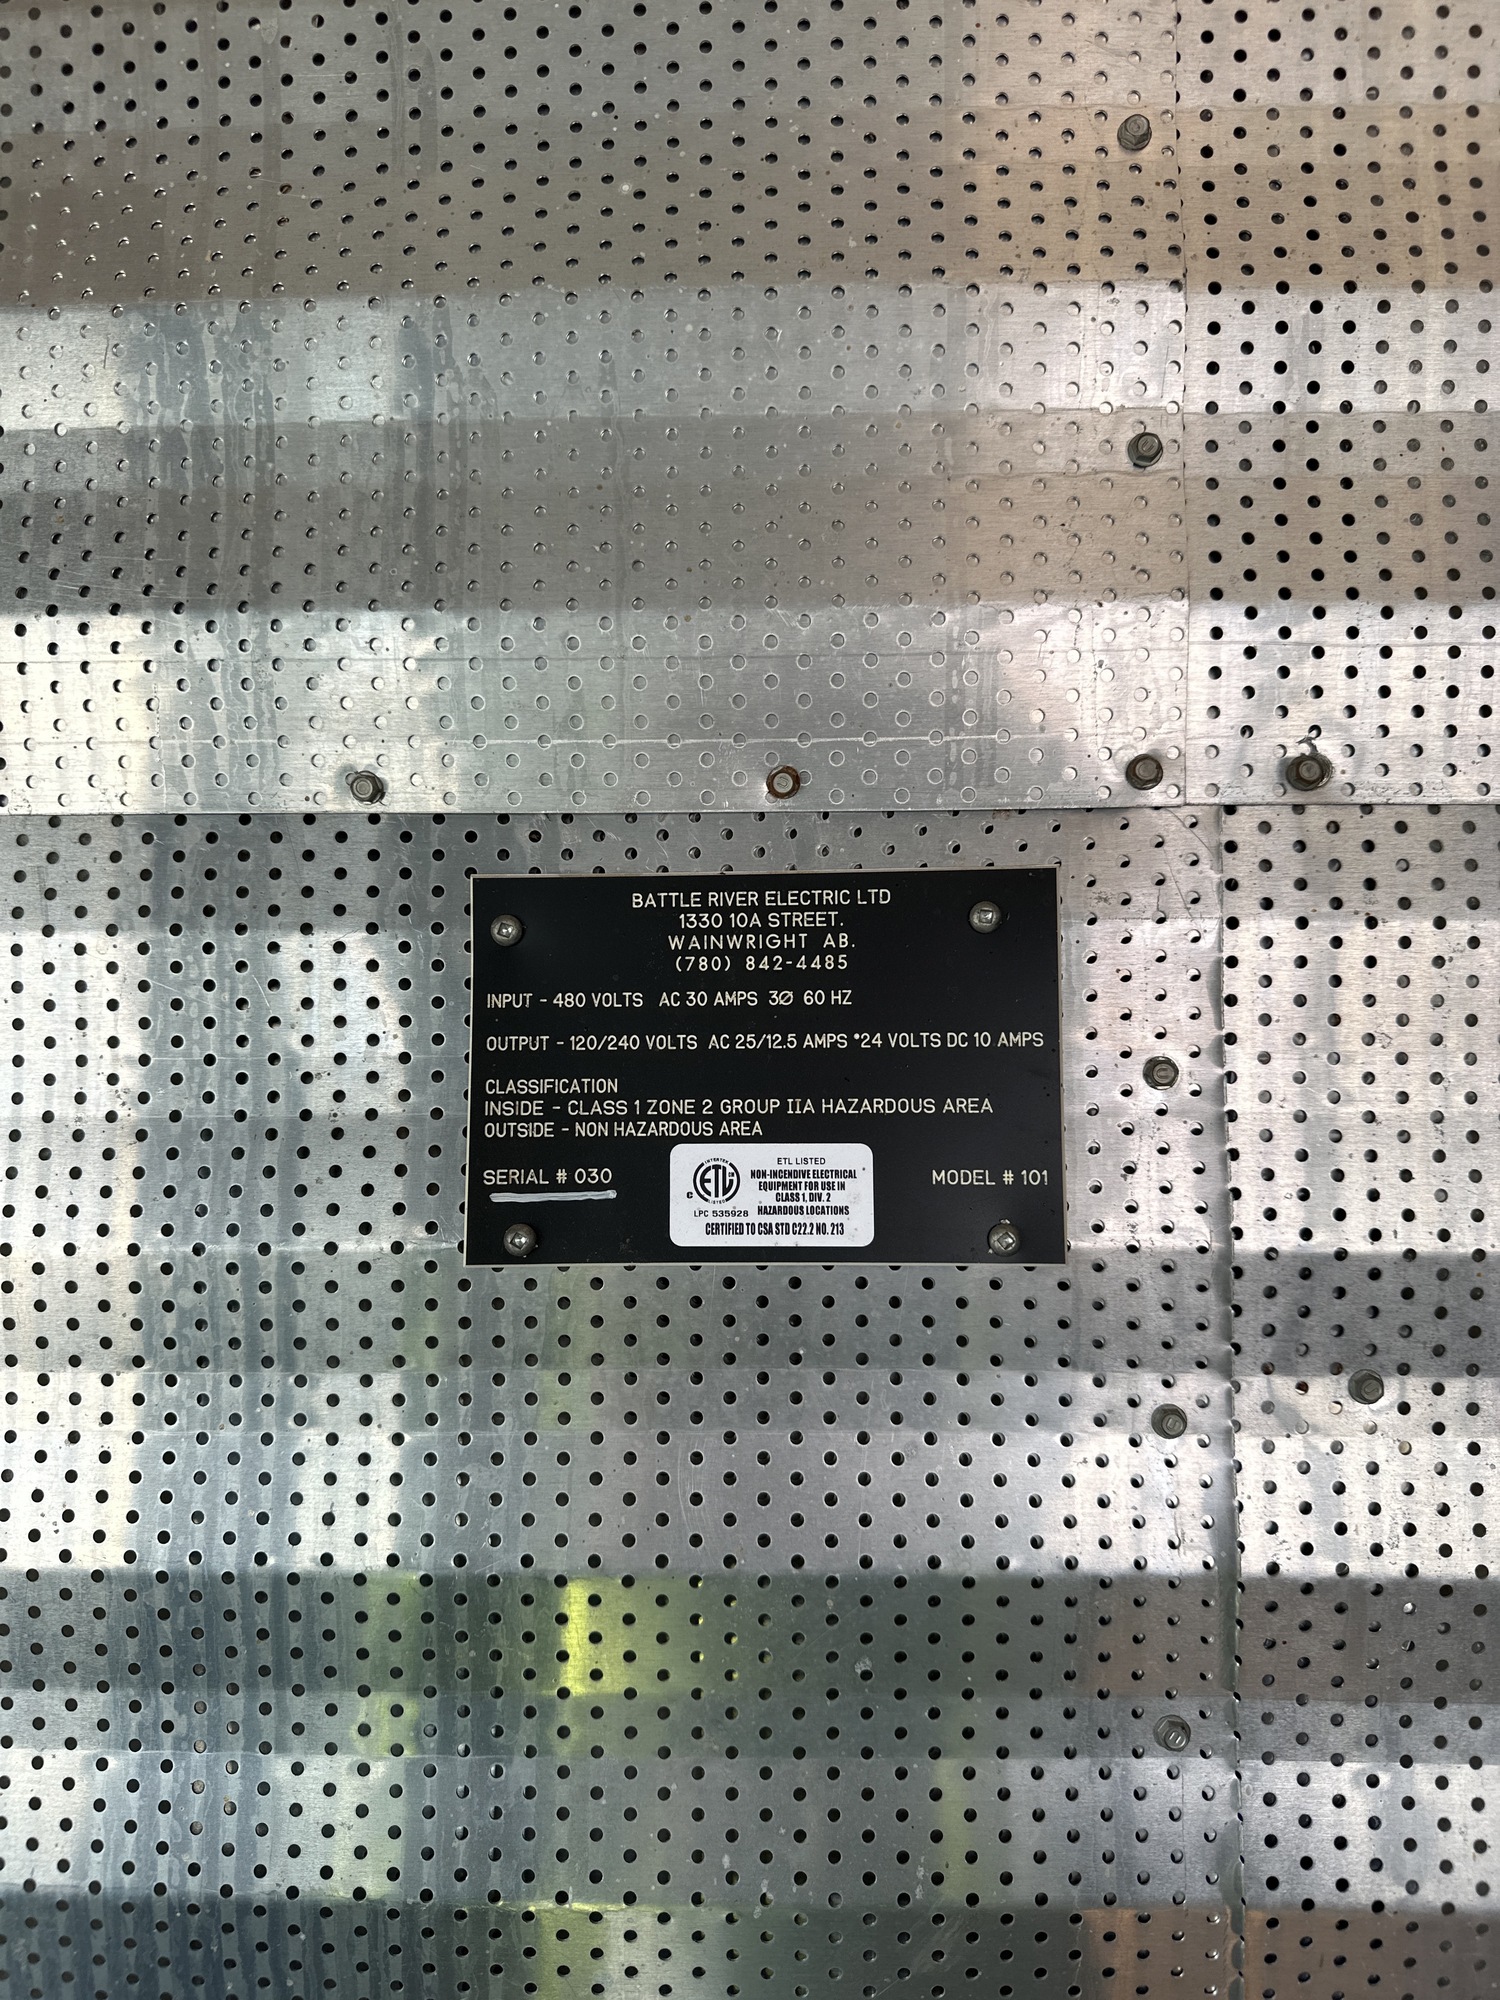 BATTLE RIVER ELECTRIC LTD
1330 10A STREET.
WAINWRIGHT AB.
(780) 842-4485
INPUT - 480 VOLTS AC 30 AMPS 3Ø 60 HZ
OUTPUT - 120/240 VOLTS AC 25/12.5 AMPS •24 VOLTS DC 10 AMPS
CLASSIFICATION
INSIDE - CLASS 1 ZONE 2 GROUP IIA HAZARDOUS AREA
OUTSIDE - NON HAZARDOUS AREA
SERIAL # 030
INTERTEK
ETL
CM
LISTED
C
LPC 535928
ETL LISTED
NON-INCENDIVE ELECTRICAL
EQUIPMENT FOR USE IN
CLASS 1, DIV. 2
HAZARDOUS LOCATIONS
CERTIFIED TO CSA STD C22.2 NO. 213
MODEL # 101